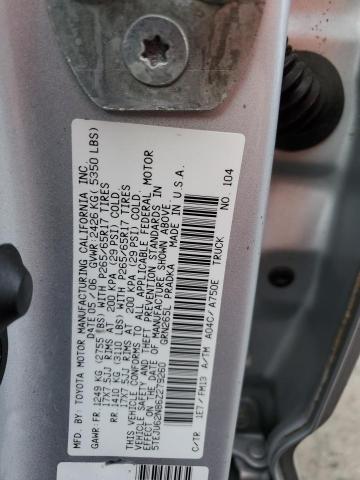 MFD. BY: TOYOTA MOTOR MANUFACTURING CALIFORNIA, INC.
DATE 05 / 06 GVWR: 2426 KG ( 5350 LBS)
GAWR: FR 1249 KG (2755 LBS) WITH P265/65R17 TIRES
17X7.5JJ RIMS AT 200 KPA (29 PSI) COLD
RR 1410 KG (3110 LBS) WITH P265/65R17 TIRES
17X7.5JJ RIMS AT 200 KPA (29 PSI) COLD
THIS VEHICLE CONFORMS TO ALL APPLICABLE FEDERAL MOTOR
VEHICLE SAFETY AND THEFT PREVENTION STANDARDS IN
EFFECT ON THE DATE OF MANUFACTURE SHOWN ABOVE.
5TEJU62N86Z279260 GRN265L PRADKA MADE IN U.S.A.
C/TR: 1E7/ FM13 A/TM A04C / A750E
TRUCK NO. 104